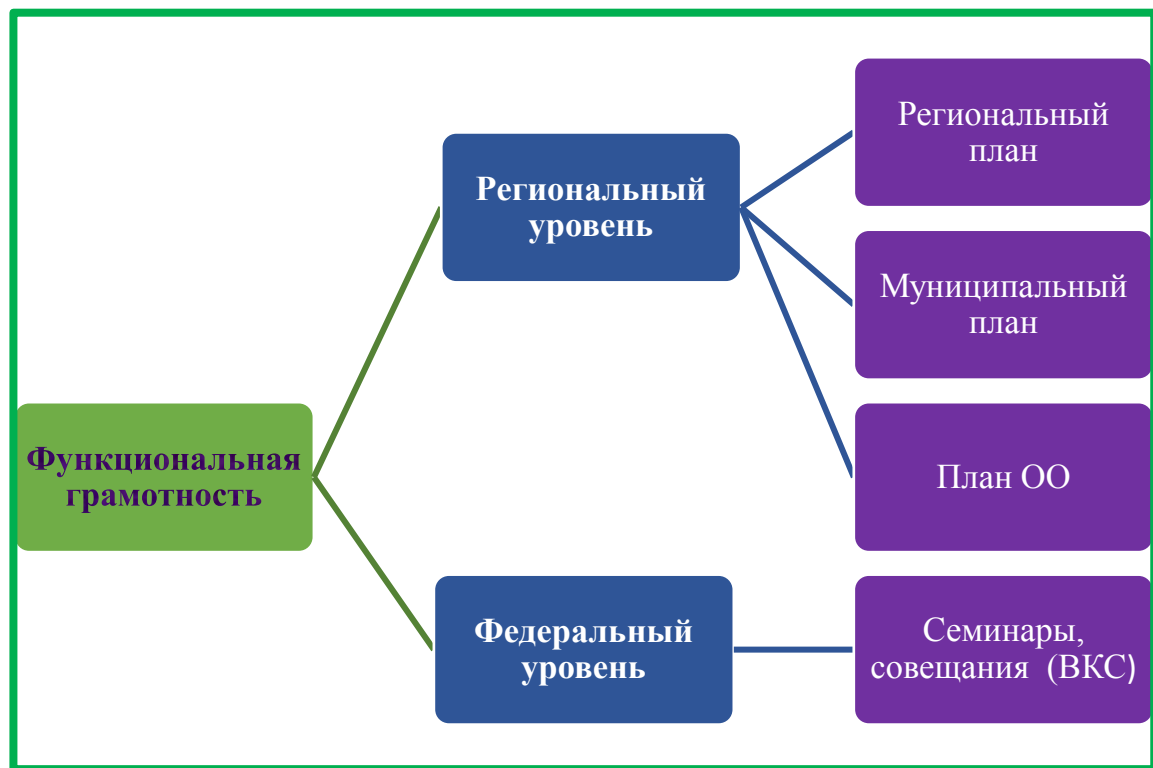 Региональный
план
Региональный
уровень
Муниципальный
план
Функциональная
грамотность
План ОО
Федеральный
уровень
Семинары,
совещания (ВКС)